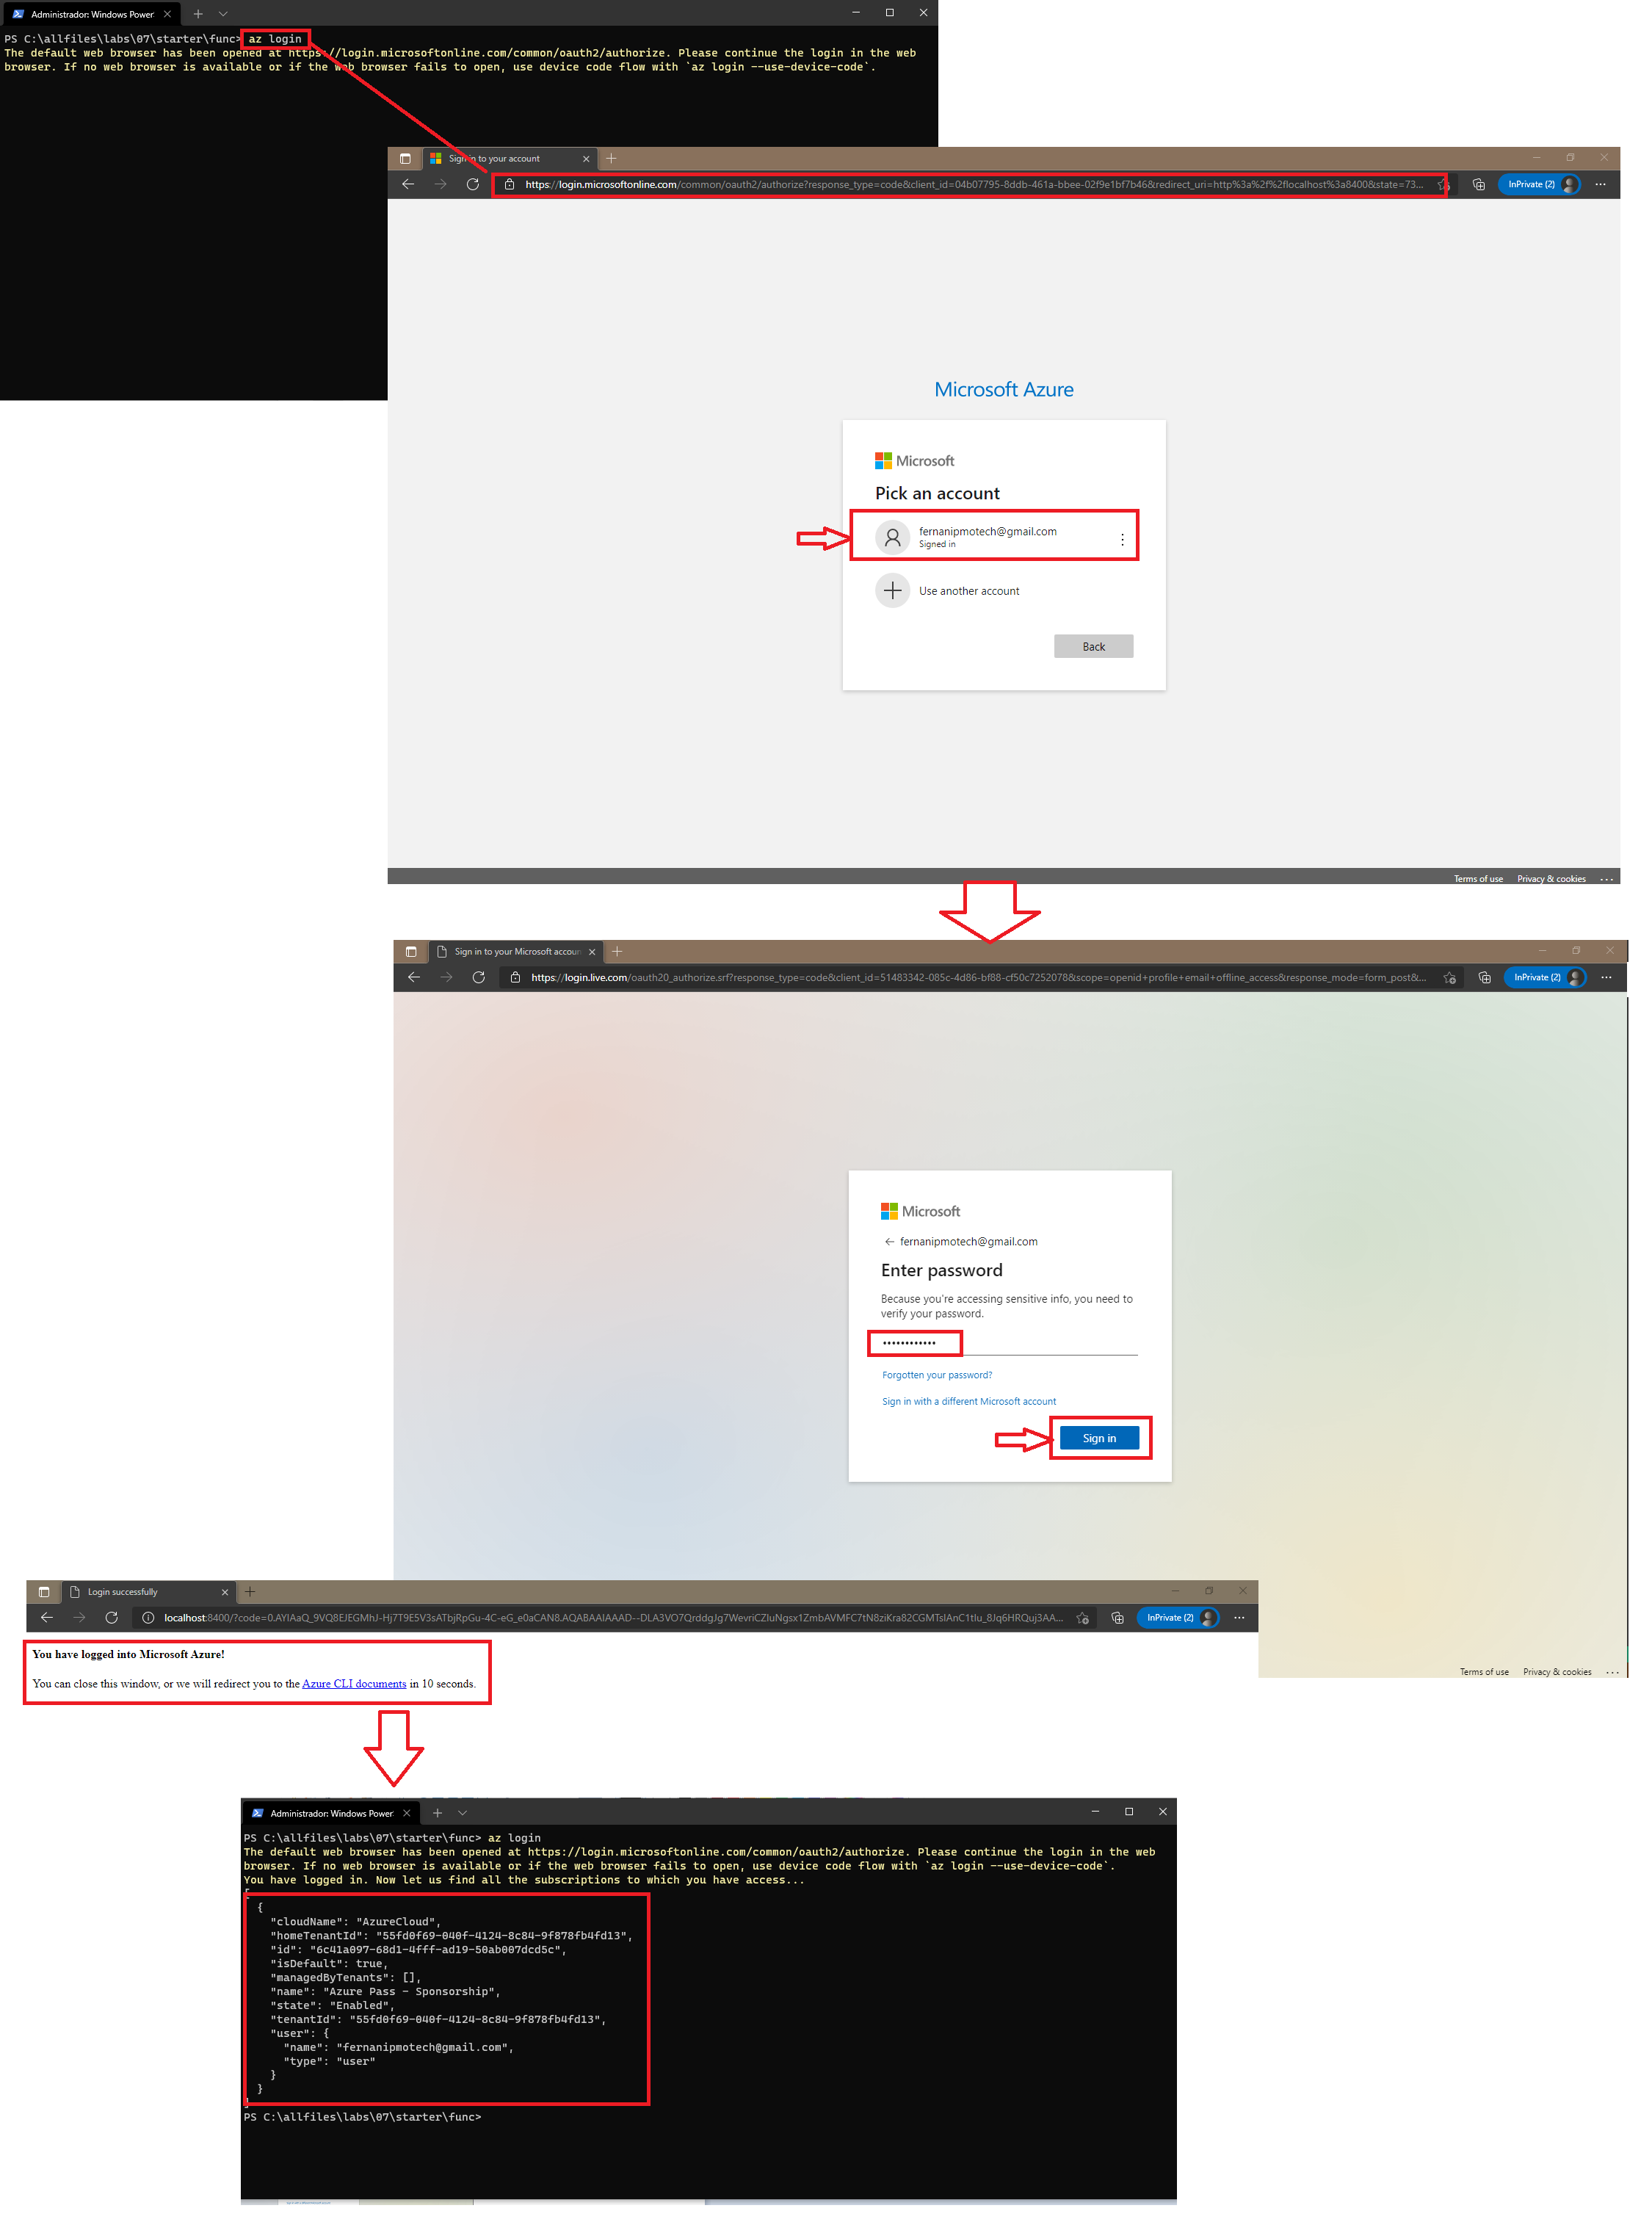 Administrador: Windows Power
PS C:\allfiles\labs\07\starter\func> az login
The default web browser has been opened at https://login.microsoftonline.com/common/oauth2/authorize. Please continue the login in the web
browser. If no web browser is available or if the web browser fails to open, use device code flow with `az login --use-device-code`.
Sign in to your account
https://login.microsoftonline.com/common/oauth2/authorize?response_type=code&client_id=04b07795-8ddb-461a-bbee-02f9e1bf7b46&redirect_uri=http%3a%2f%2flocalhost%3a8400&state=73...
InPrivate (2)
Microsoft Azure
Microsoft
Pick an account
fernanipmotech@gmail.com
Signed in
Use another account
Back
Terms of use Privacy & cookies ...
Sign in to your Microsoft accoun
https://login.live.com/oauth20_authorize.srf?response_type=code&client_id=51483342-085c-4d86-bf88-cf50c7252078&scope=openid+profile+email+offline_access&response_mode=form_post&...
InPrivate (2)
Microsoft
fernanipmotech@gmail.com
Enter password
Because you're accessing sensitive info, you need to
verify your password.
••••••••••••
Forgotten your password?
Sign in with a different Microsoft account
Sign in
Terms of use Privacy & cookies ...
Login successfully
InPrivate (2)
You have logged into Microsoft Azure!
You can close this window, or we will redirect you to the Azure CLI documents in 10 seconds.
Administrador: Windows Power
PS C:\allfiles\labs\07\starter\func> az login
The default web browser has been opened at https://login.microsoftonline.com/common/oauth2/authorize. Please continue the login in the web
browser. If no web browser is available or if the web browser fails to open, use device code flow with `az login --use-device-code`.
You have logged in. Now let us find all the subscriptions to which you have access...
[
{
"cloudName": "AzureCloud",
"homeTenantId": "55fd0f69-040f-4124-8c84-9f878fb4fd13",
"id": "6c41a097-68d1-4fff-ad19-50ab007dcd5c",
"isDefault": true,
"managedByTenants": [],
"name": "Azure Pass - Sponsorship",
"state": "Enabled",
"tenantId": "55fd0f69-040f-4124-8c84-9f878fb4fd13",
"user": {
"name": "fernanipmotech@gmail.com",
"type": "user"
}
}
]
PS C:\allfiles\labs\07\starter\func>